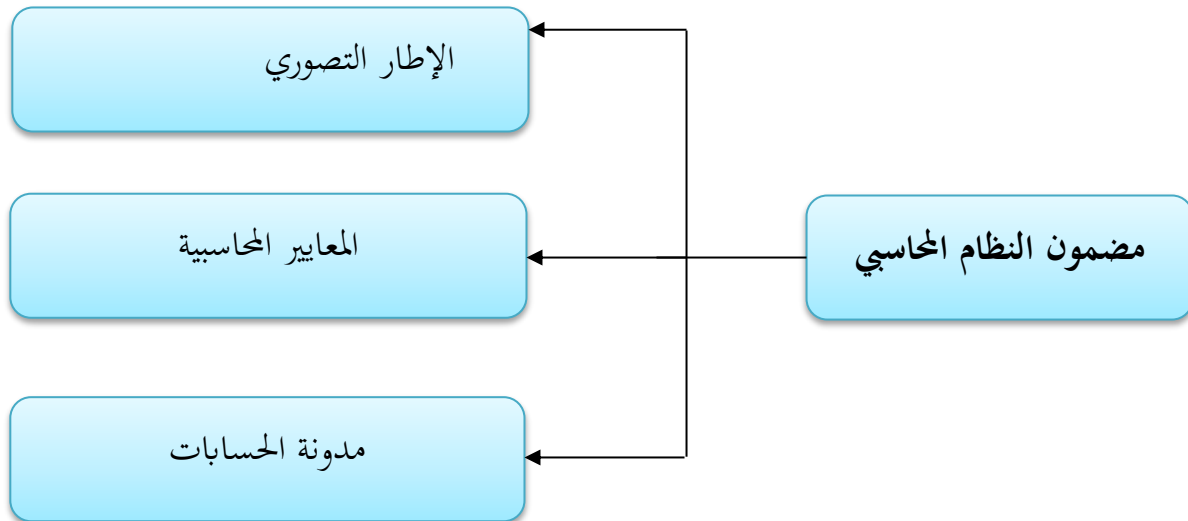 مضمون النظام المحاسبي
الإطار التصوري
المعايير المحاسبية
مدونة الحسابات